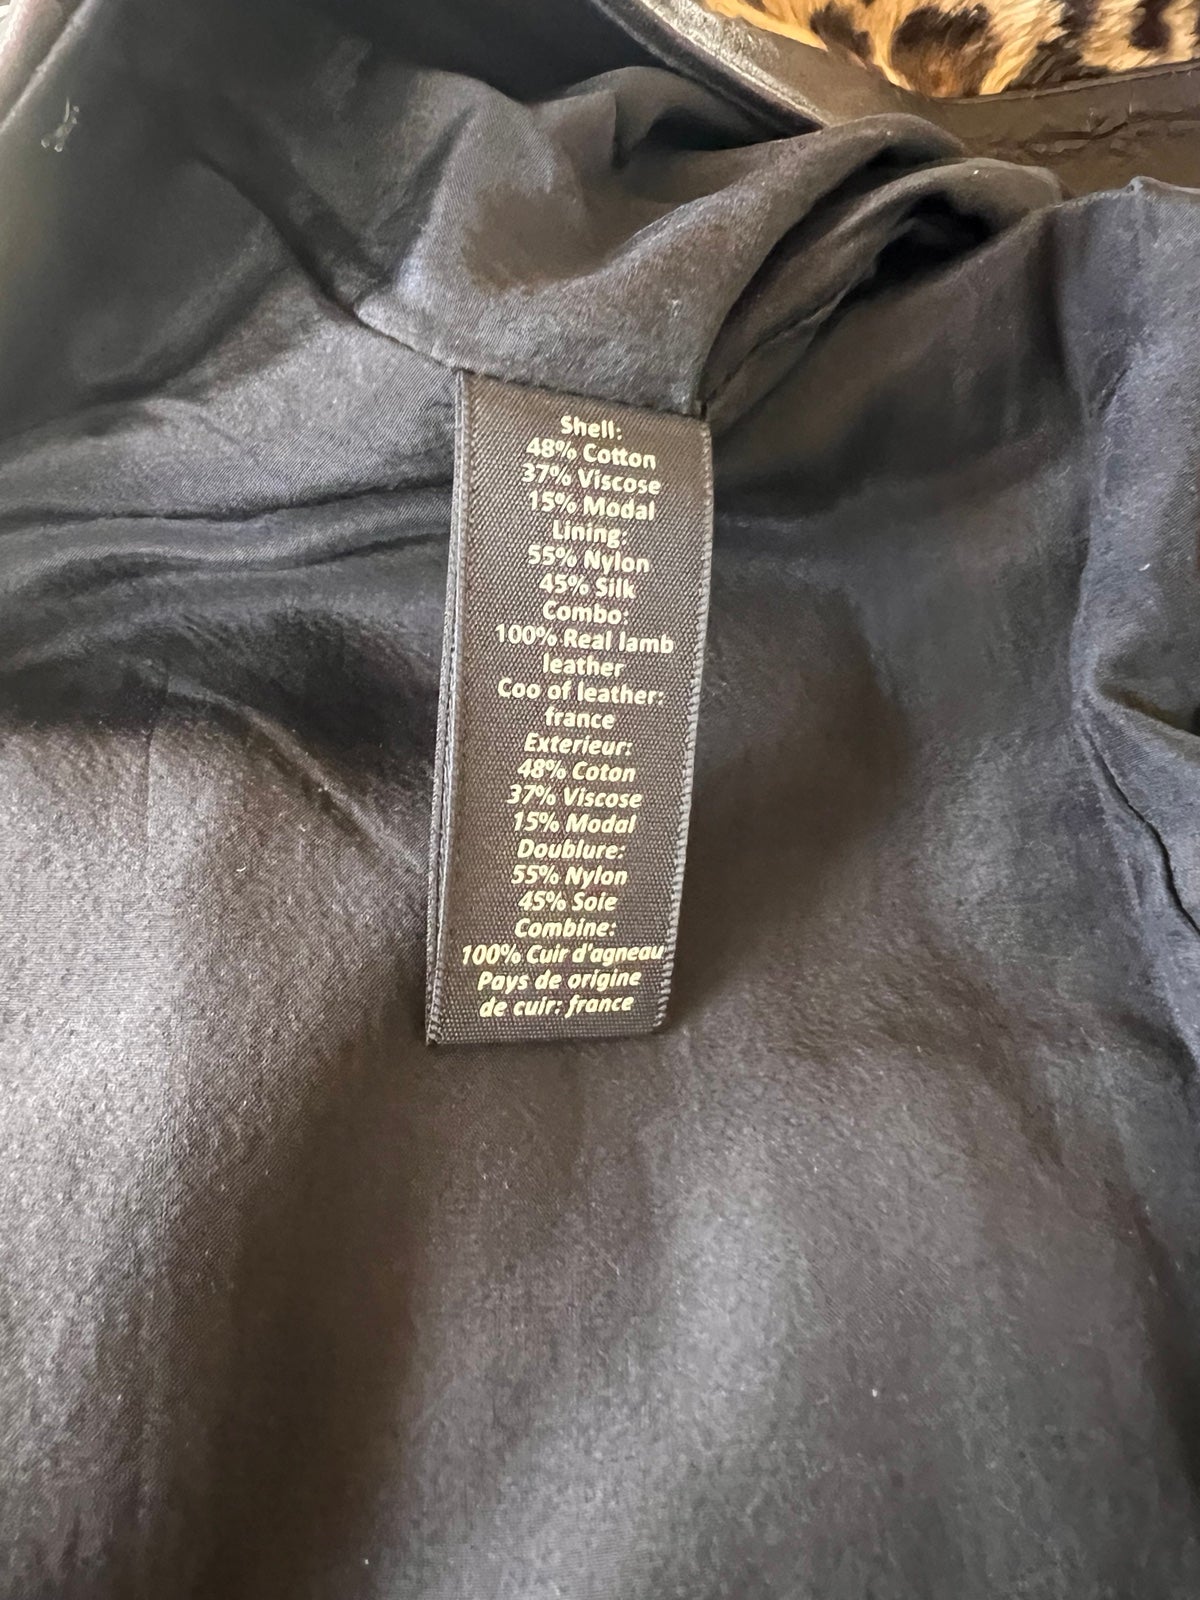 Shell:
48% Cotton
37% Viscose
15% Modal
Lining:
55% Nylon
45% Silk
Combo:
100% Real lamb
leather
Coo of leather:
france
Exterieur:
48% Coton
37% Viscose
15% Modal
Doublure:
55% Nylon
45% Soie
Combine:
100% Cuir d'agneau
Pays de origine
de cuir: france